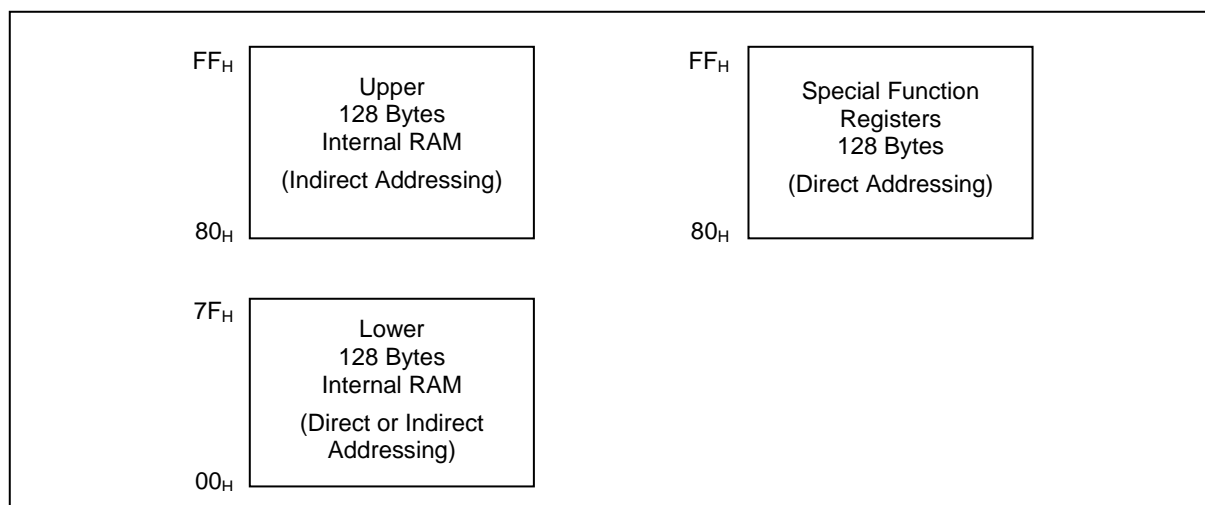 FFH
Upper
128 Bytes
Internal RAM
(Indirect Addressing)
80H
FFH
Special Function
Registers
128 Bytes
(Direct Addressing)
80H
7FH
Lower
128 Bytes
Internal RAM
(Direct or Indirect
Addressing)
00H